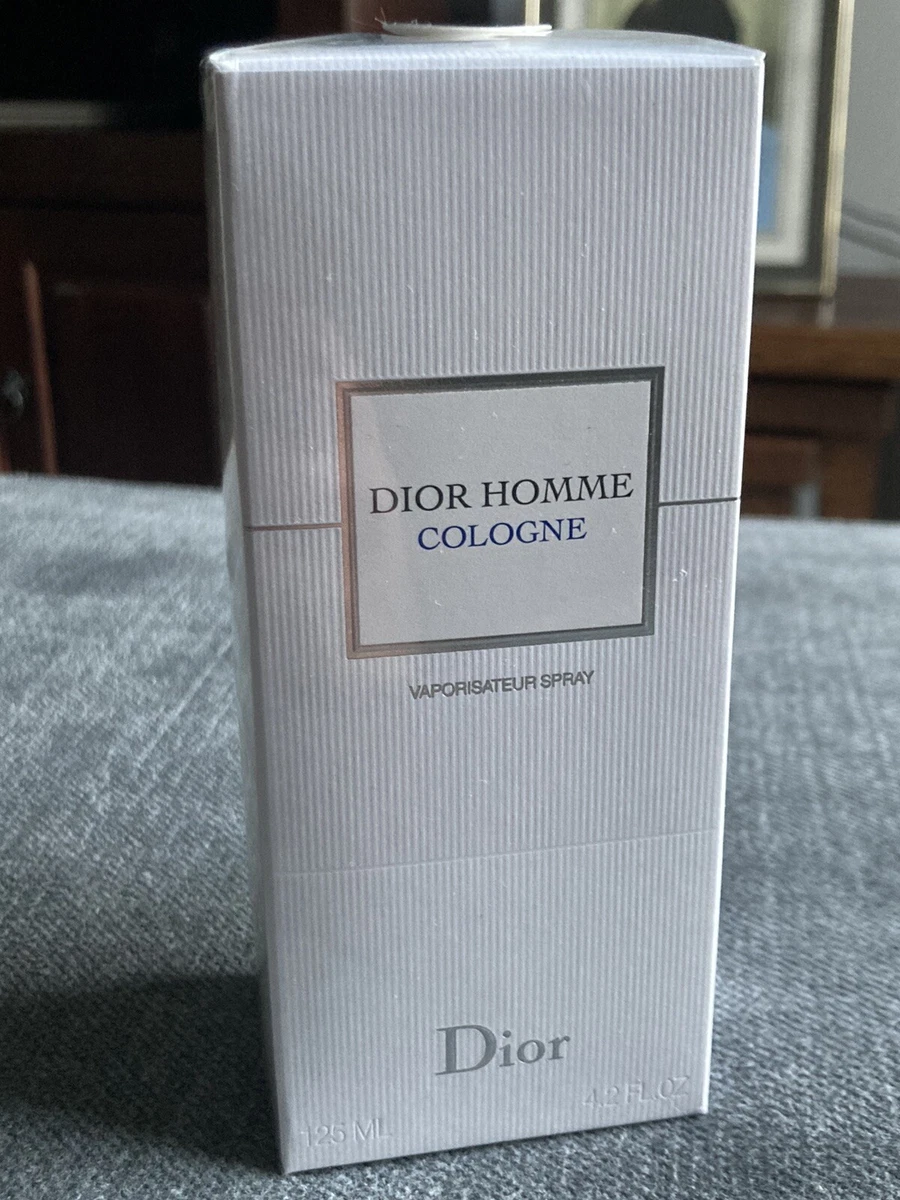 DIOR HOMME
COLOGNE
VAPORISATEUR SPRAY
Dior
125 ML
4.2 FL.OZ